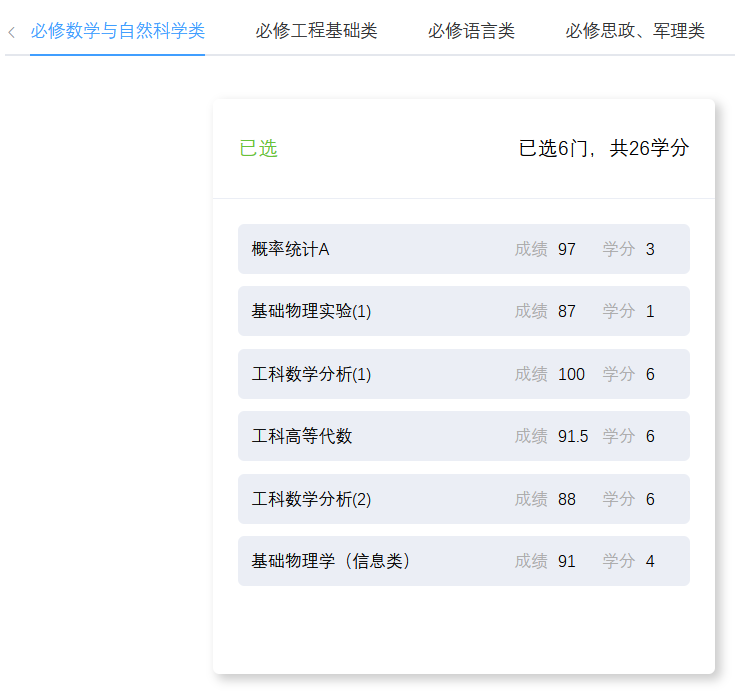 必修数学与自然科学类 必修工程基础类 必修语言类 必修思政、军理类
已选 已选6门，共26学分
概率统计A 成绩 97 学分 3
基础物理实验(1) 成绩 87 学分 1
工科数学分析(1) 成绩 100 学分 6
工科高等代数 成绩 91.5 学分 6
工科数学分析(2) 成绩 88 学分 6
基础物理学（信息类） 成绩 91 学分 4